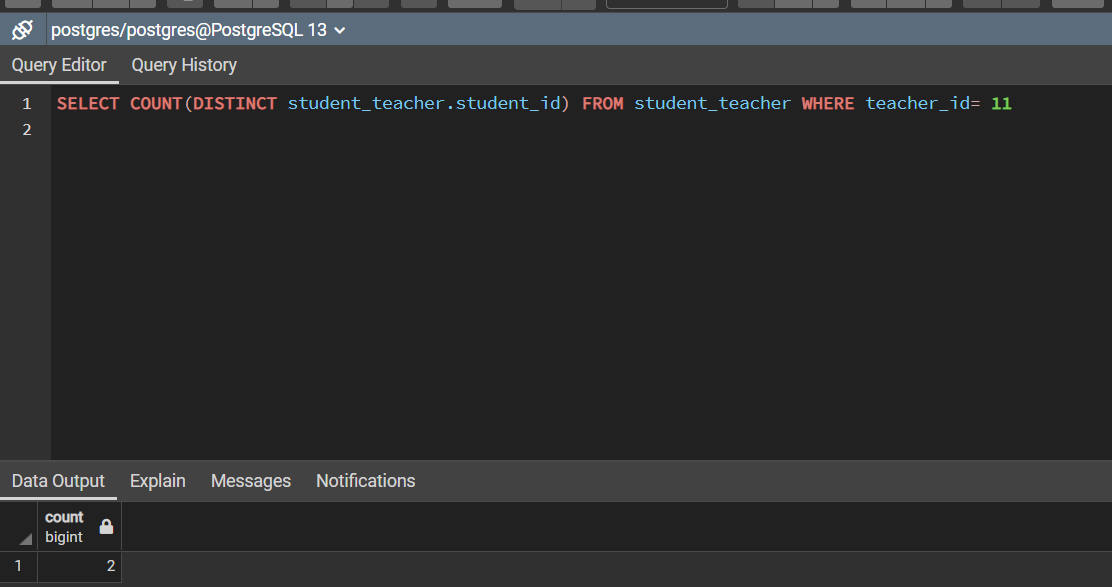 postgres/postgres@PostgreSQL 13
Query Editor Query History
1 SELECT COUNT(DISTINCT student_teacher.student_id) FROM student_teacher WHERE teacher_id= 11
2
Data Output Explain Messages Notifications
count
bigint
1 2